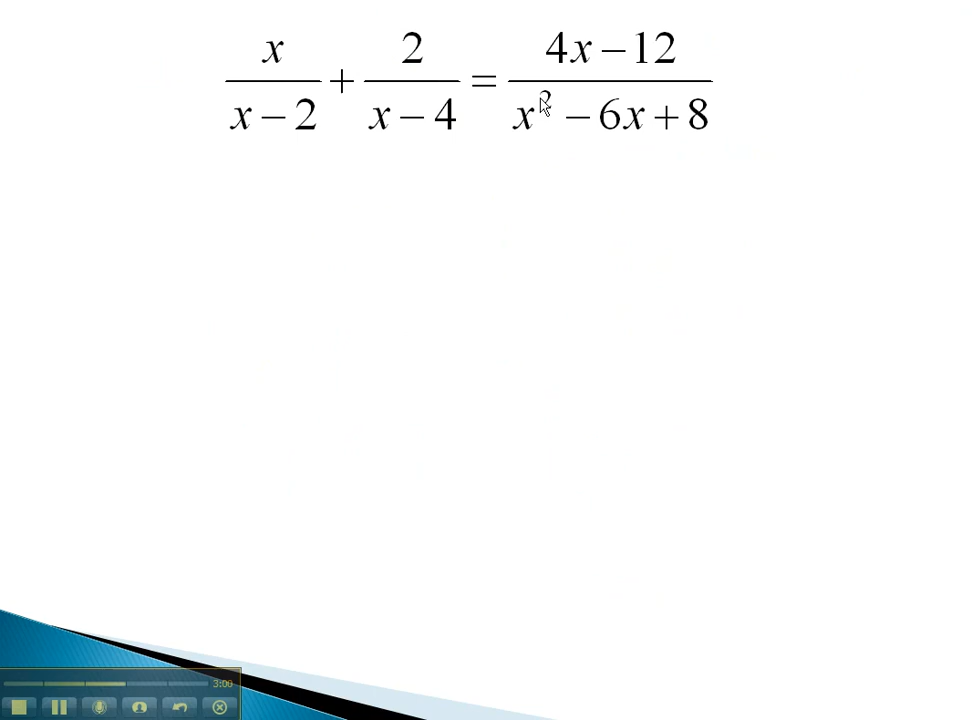 x/(x − 2) + 2/(x − 4) = (4x − 12)/(x² − 6x + 8)
3:00